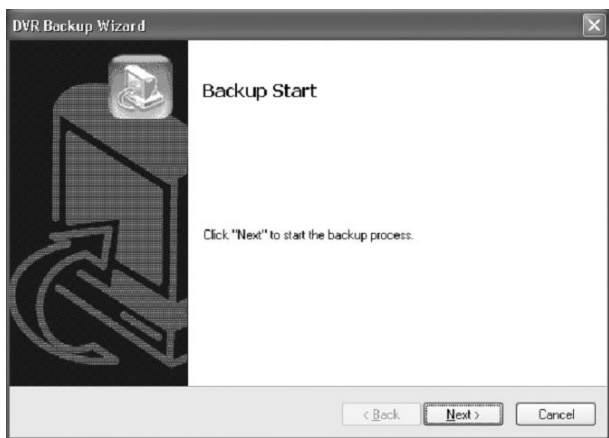 DVR Backup Wizard
Backup Start
Click "Next" to start the backup process.
< Back Next > Cancel